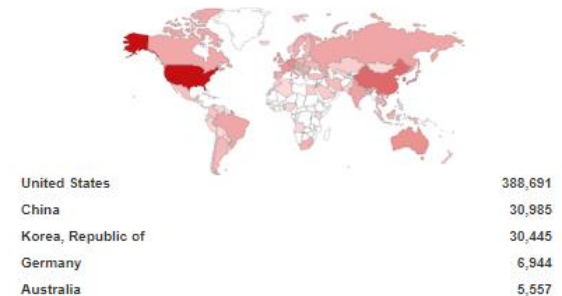 United States 388,691
China 30,985
Korea, Republic of 30,445
Germany 6,944
Australia 5,557